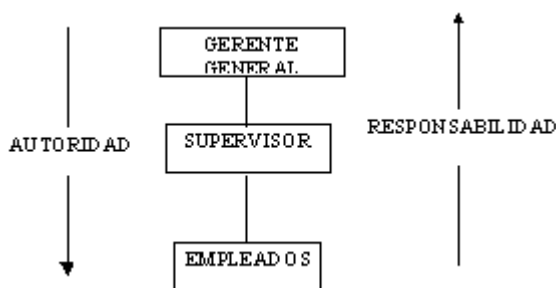 GERENTE
GENERAL
AUTORIDAD
SUPERVISOR
RESPONSABILIDAD
EMPLEADOS